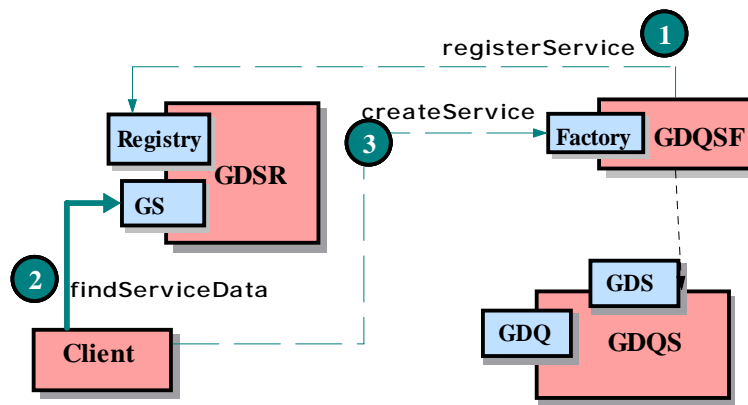 1
registerService
createService
Registry
Factory
GDQSF
3
GDSR
GS
2
findServiceData
GDS
GDQ
GDQS
Client